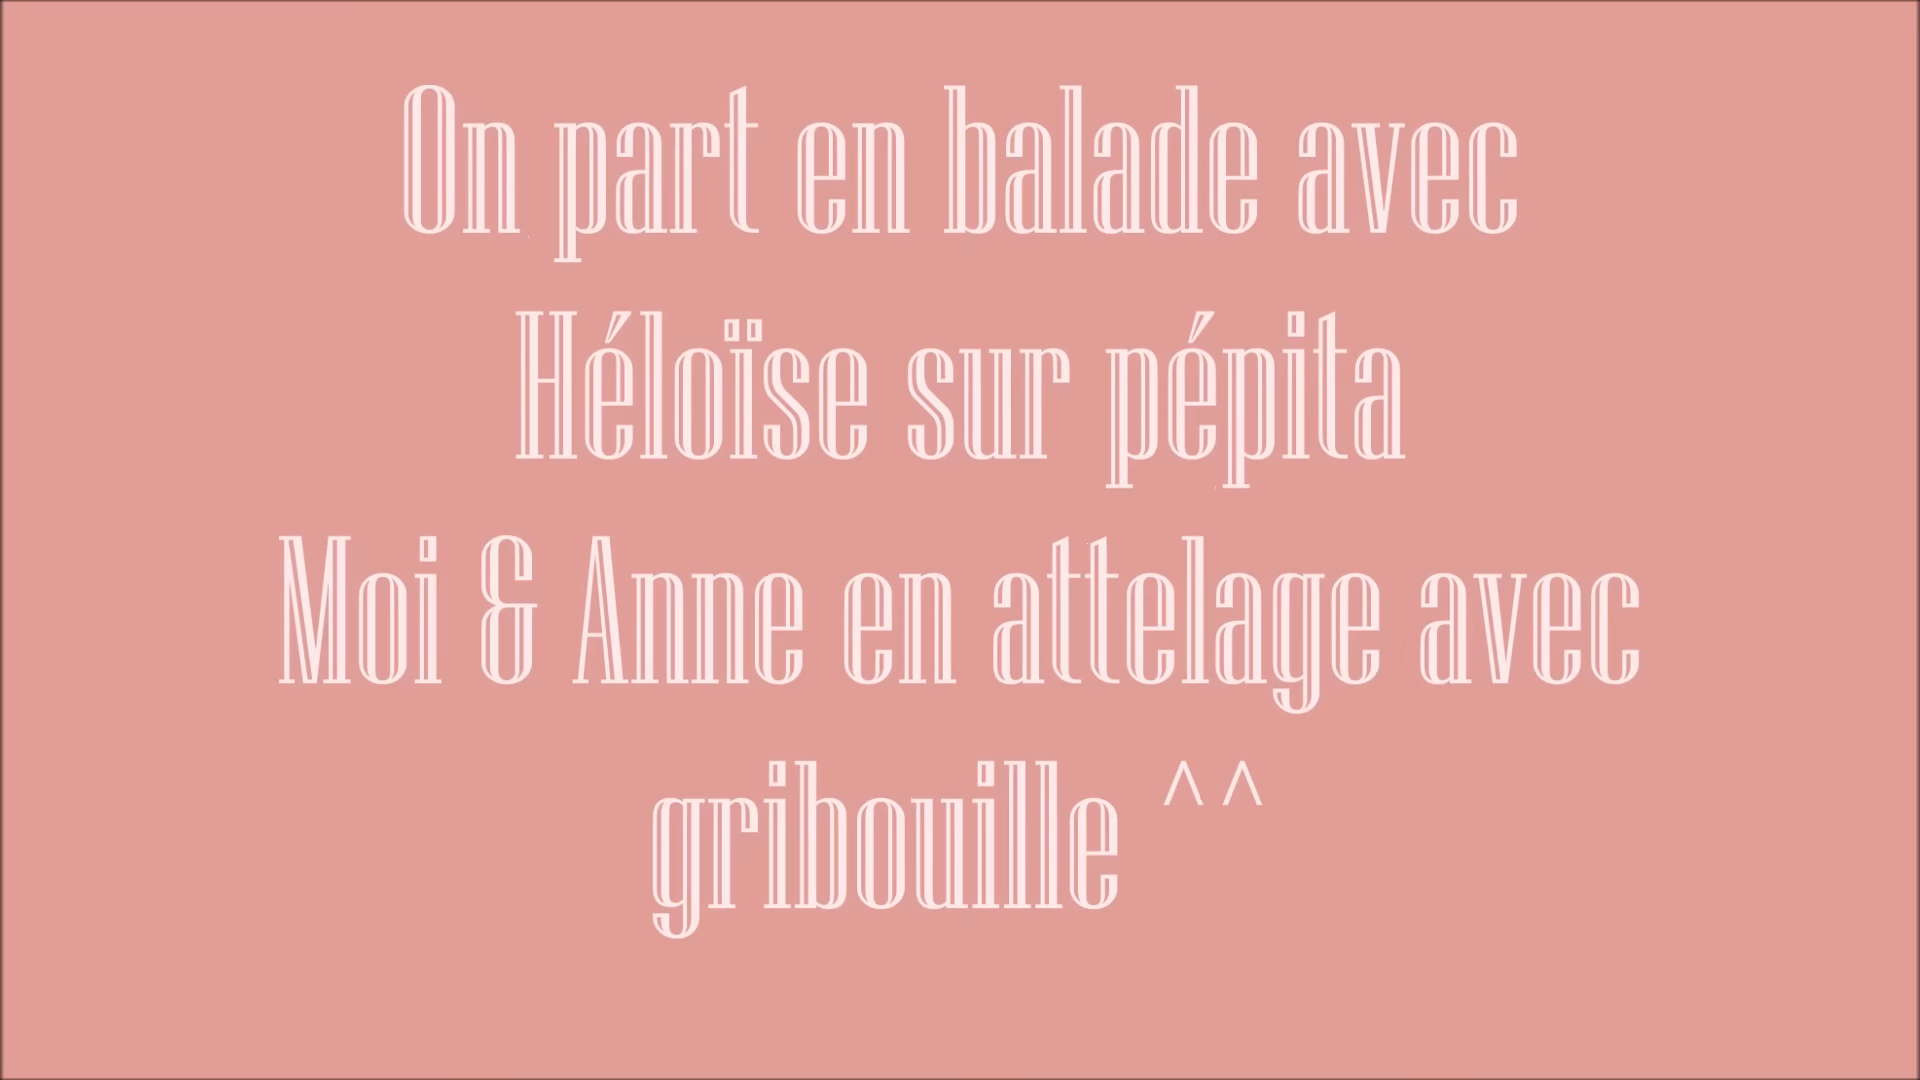 On part en balade avec
Héloïse sur pépita
Moi & Anne en attelage avec
gribouille ^^